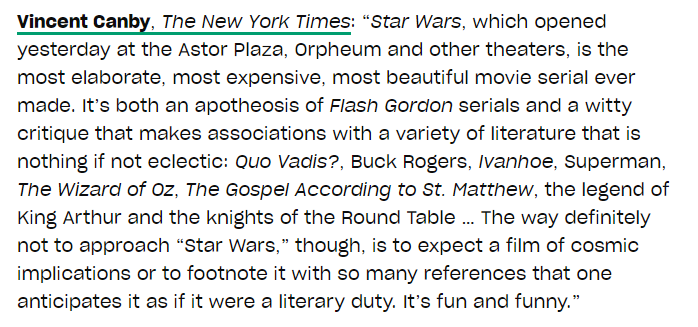 Vincent Canby, The New York Times: “Star Wars, which opened
yesterday at the Astor Plaza, Orpheum and other theaters, is the
most elaborate, most expensive, most beautiful movie serial ever
made. It’s both an apotheosis of Flash Gordon serials and a witty
critique that makes associations with a variety of literature that is
nothing if not eclectic: Quo Vadis?, Buck Rogers, Ivanhoe, Superman,
The Wizard of Oz, The Gospel According to St. Matthew, the legend of
King Arthur and the knights of the Round Table … The way definitely
not to approach “Star Wars,” though, is to expect a film of cosmic
implications or to footnote it with so many references that one
anticipates it as if it were a literary duty. It’s fun and funny.”